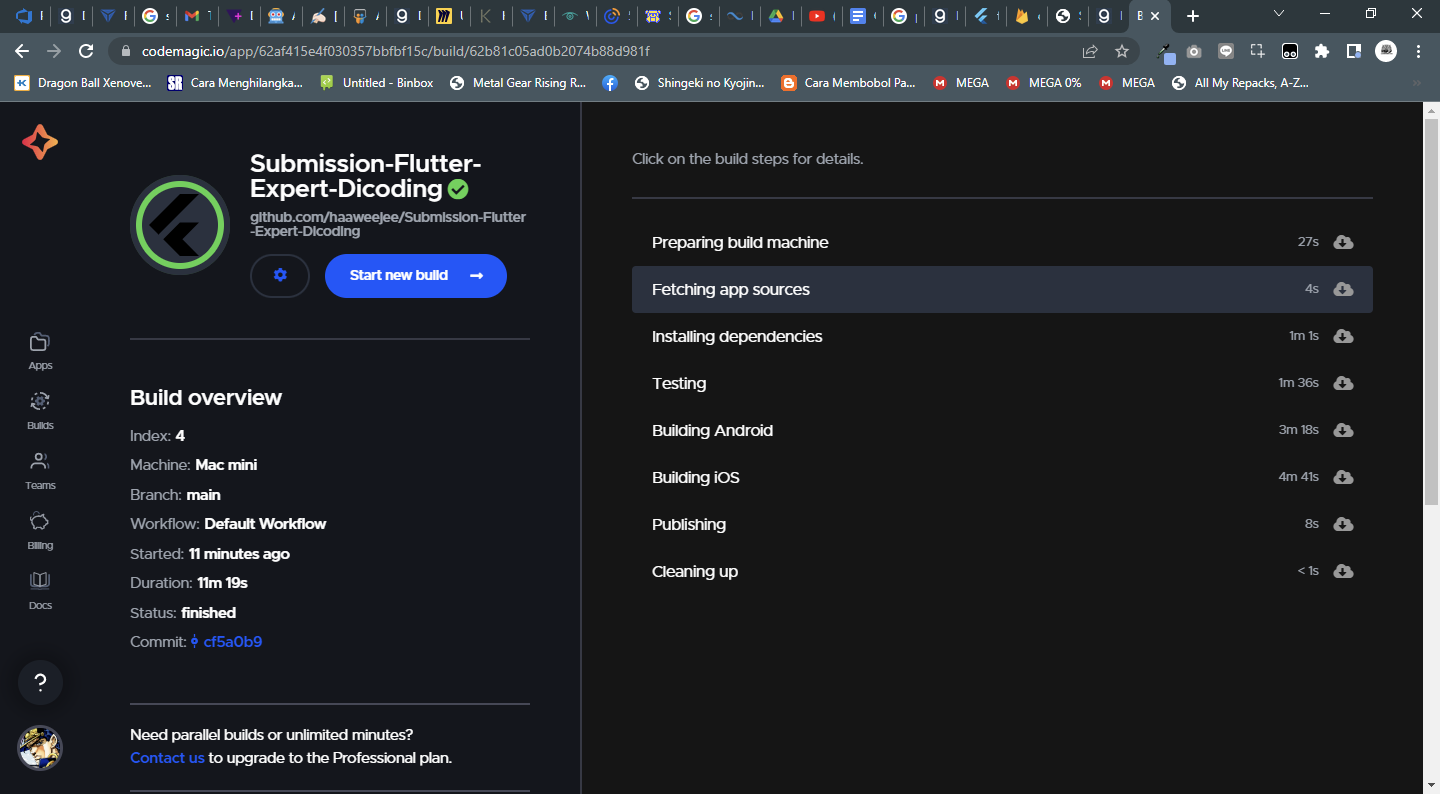 codemagic.io/app/62af415e4f030357bbfbf15c/build/62b81c05ad0b2074b88d981f
Dragon Ball Xenove...
SR
Cara Menghilangka...
Untitled - Binbox
Metal Gear Rising R...
Shingeki no Kyojin...
Cara Membobol Pa...
MEGA
MEGA 0%
MEGA
All My Repacks, A-Z...
Submission-Flutter-
Expert-Dicoding
github.com/haaweejee/Submission-Flutter
-Expert-Dicoding
Start new build
Apps
Builds
Teams
Billing
Docs
?
Build overview
Index: 4
Machine: Mac mini
Branch: main
Workflow: Default Workflow
Started: 11 minutes ago
Duration: 11m 19s
Status: finished
Commit: cf5a0b9
Need parallel builds or unlimited minutes?
Contact us to upgrade to the Professional plan.
Click on the build steps for details.
Preparing build machine 27s
Fetching app sources 4s
Installing dependencies 1m 1s
Testing 1m 36s
Building Android 3m 18s
Building iOS 4m 41s
Publishing 8s
Cleaning up < 1s